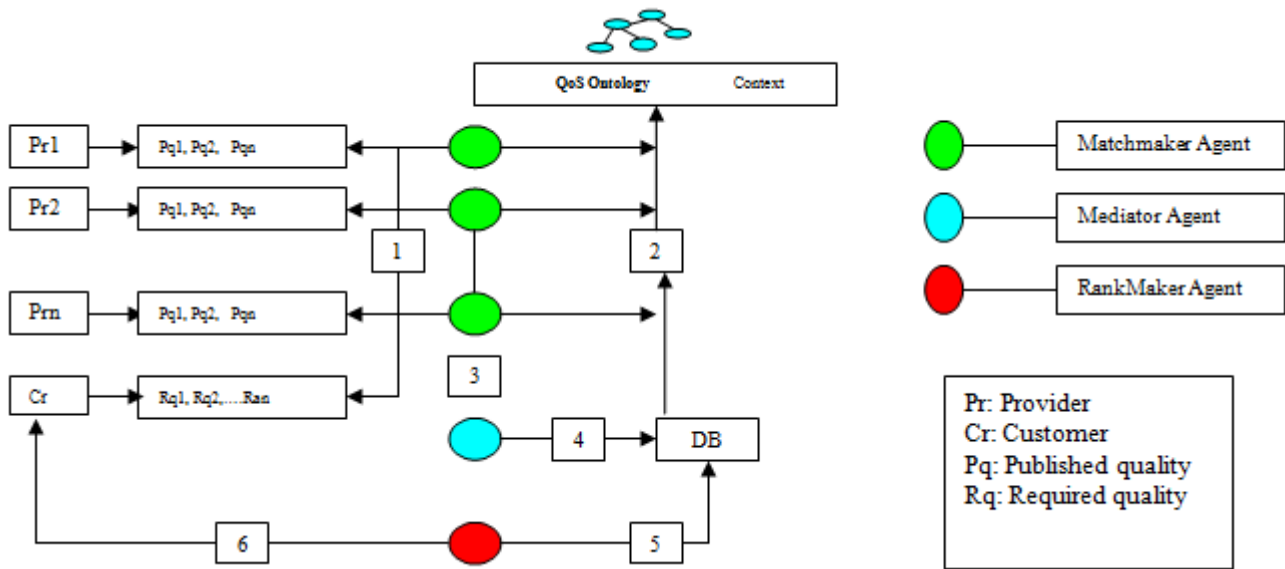 QoS Ontology Context
Pr1
Pq1, Pq2, Pqn
Matchmaker Agent
Pr2
Pq1, Pq2, Pqn
Mediator Agent
1
2
RankMaker Agent
Prn
Pq1, Pq2, Pqn
3
Cr
Rq1, Rq2,....Ran
4
DB
Pr: Provider
Cr: Customer
Pq: Published quality
Rq: Required quality
6
5